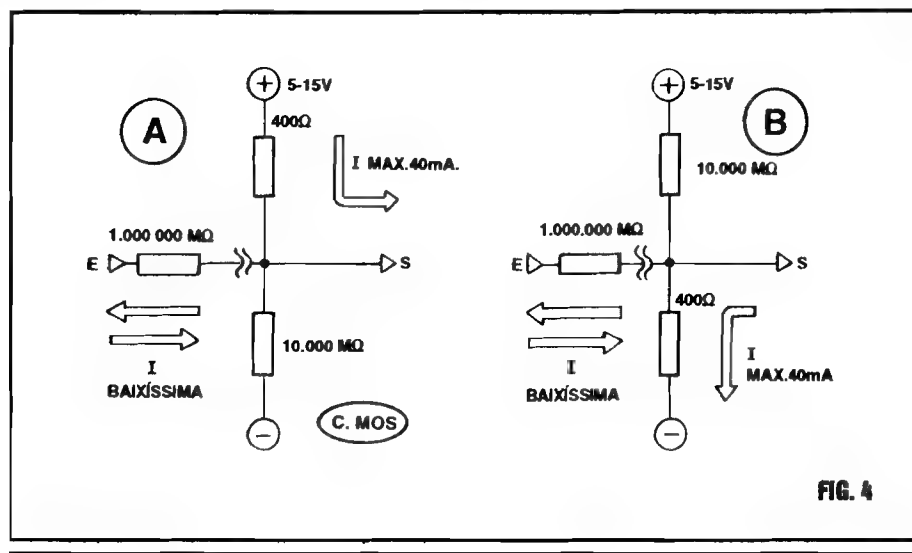 A
5-15V
400Ω
I MAX.40mA.
1.000 000 MΩ
E
S
10.000 MΩ
I
BAIXÍSSIMA
C. MOS
5-15V
B
10.000 MΩ
1.000.000 MΩ
E
S
400Ω
I
BAIXÍSSIMA
I
MAX.40mA
FIG. 4